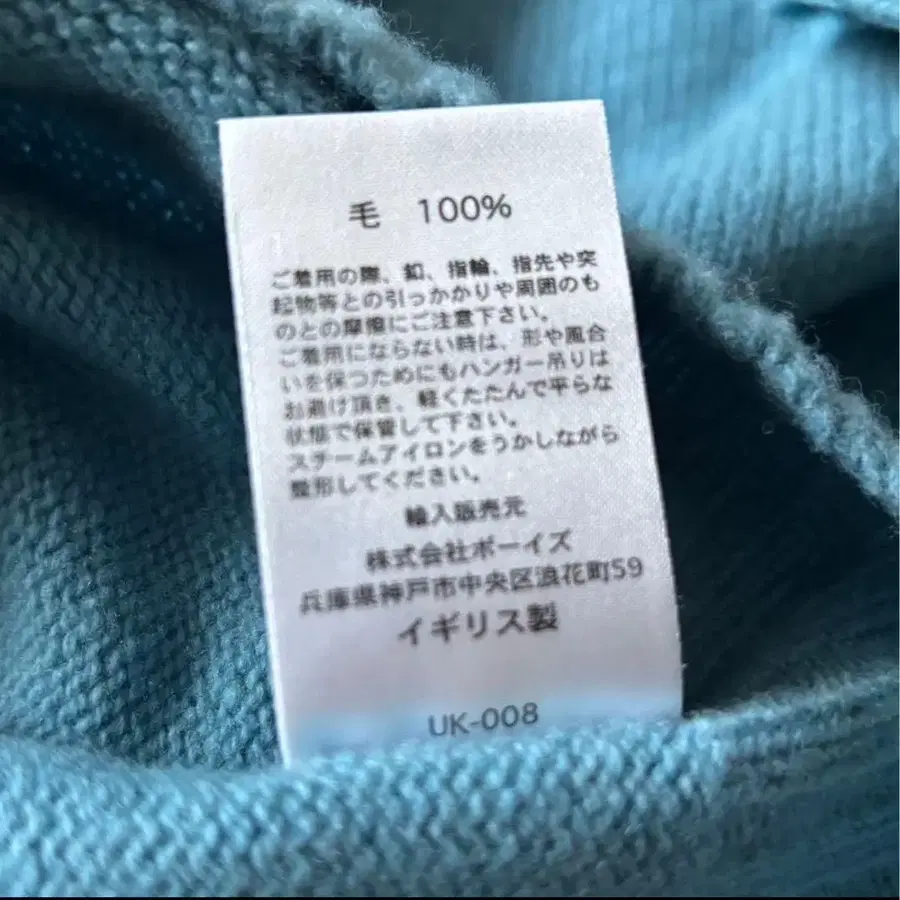 毛 100%
ご着用の際、釦、指輪、指先や突
起物等との引っかかりや周囲のも
のとの摩擦にご注意下さい。
ご着用にならない時は、形や風合
いを保つためにもハンガー吊りは
お避け頂き、軽くたたんで平らな
状態で保管して下さい。
スチームアイロンをうかしながら
整形してください。
輸入販売元
株式会社ボーイズ
兵庫県神戸市中央区浪花町59
イギリス製
UK-008